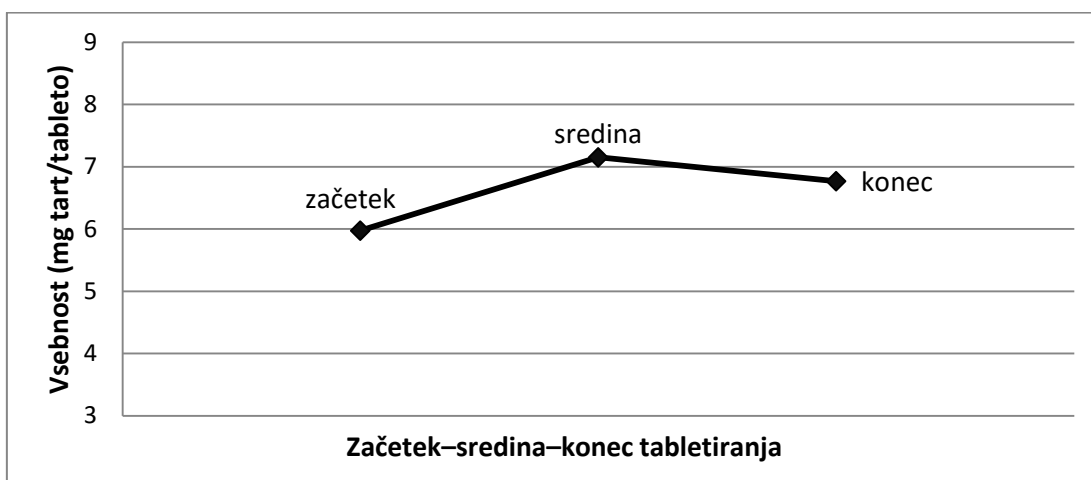 Vsebnost (mg tart/tableto)
9
8
7
6
5
4
3
začetek
sredina
konec
Začetek–sredina–konec tabletiranja